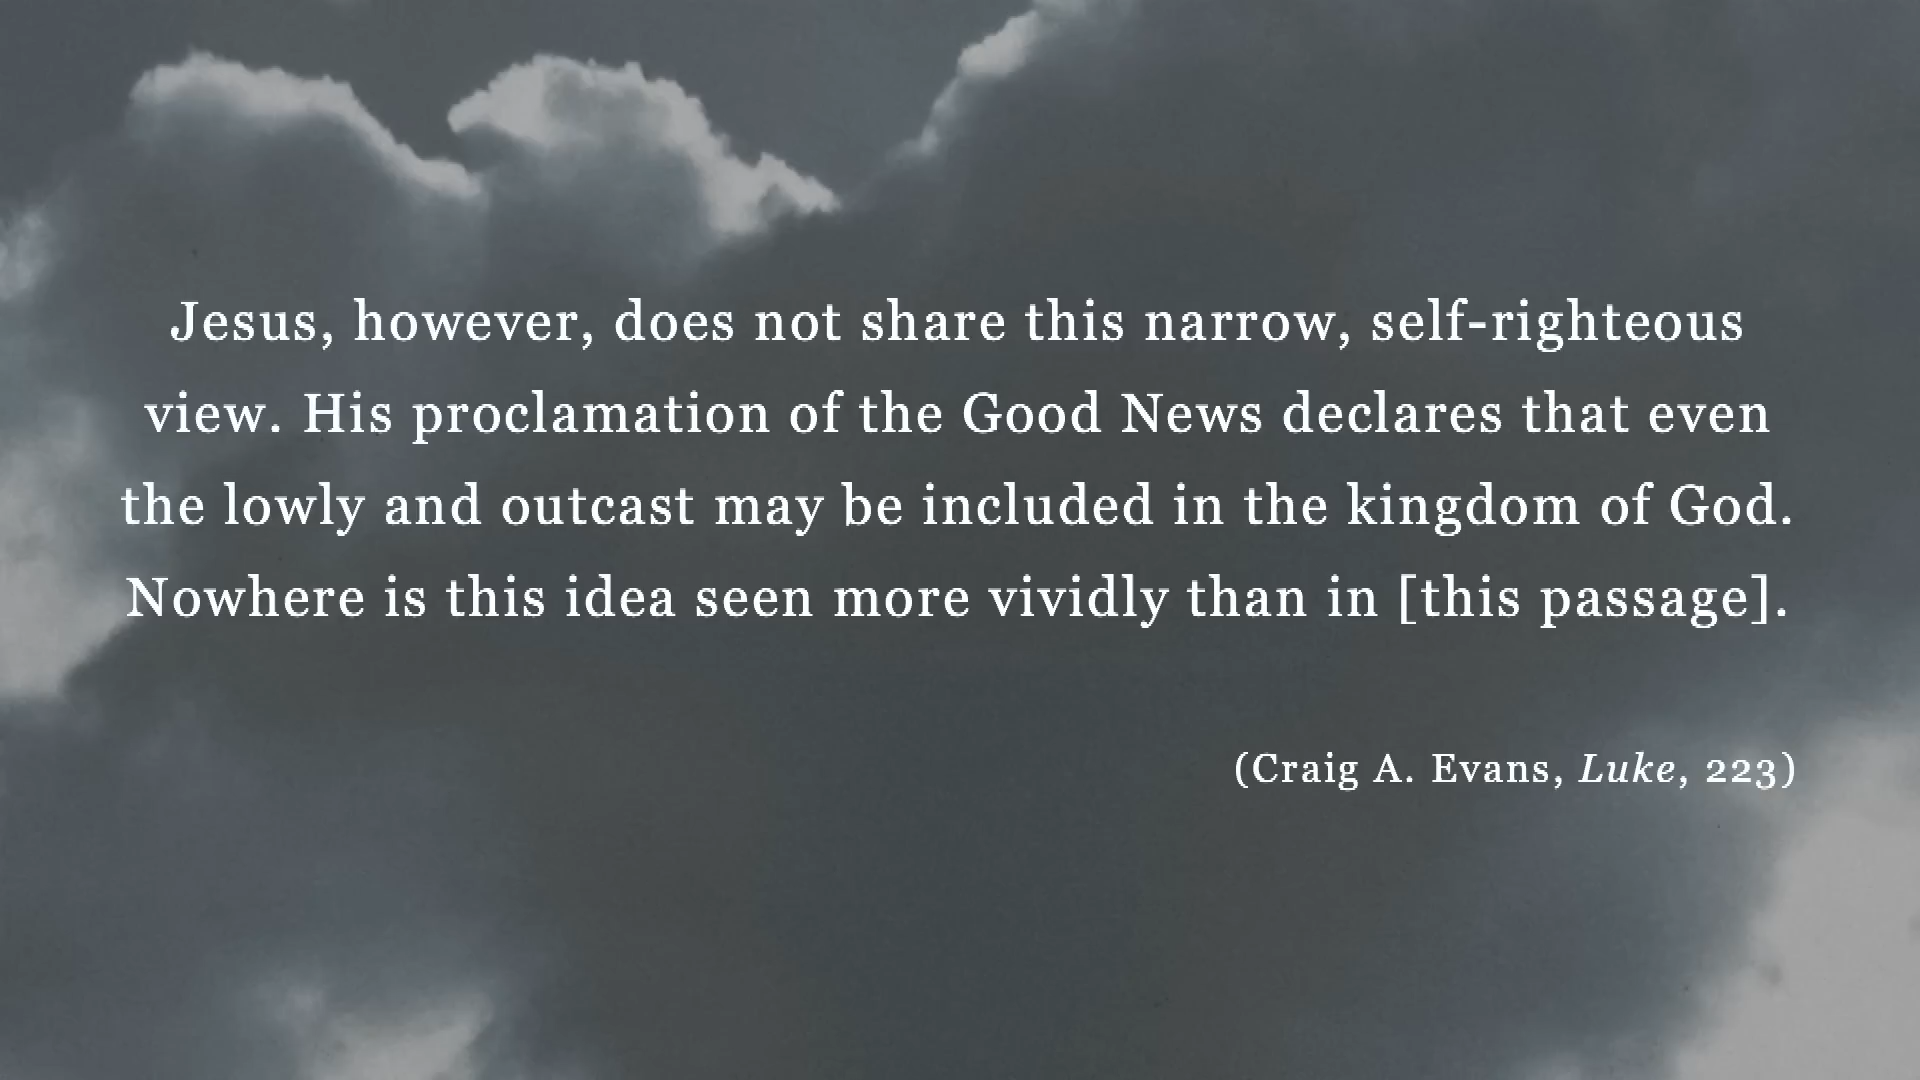 Jesus, however, does not share this narrow, self-righteous
view. His proclamation of the Good News declares that even
the lowly and outcast may be included in the kingdom of God.
Nowhere is this idea seen more vividly than in [this passage].
(Craig A. Evans, Luke, 223)